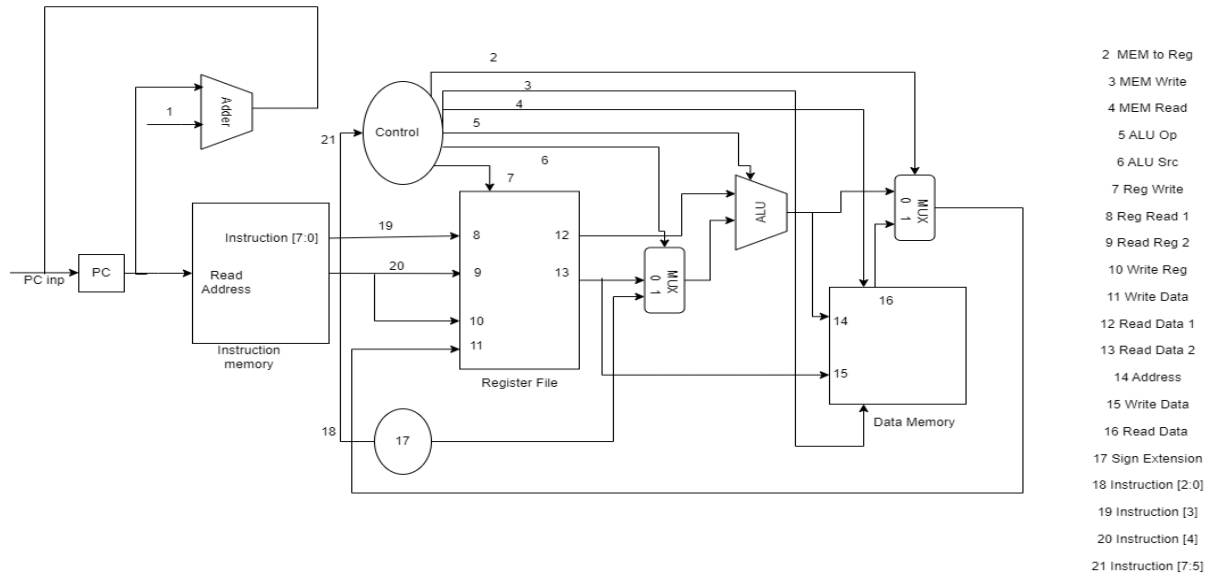 2
3
4
5
6
7
1
Adder
Control
21
PC inp
PC
Instruction [7:0]
Read
Address
Instruction
memory
19
20
8
9
10
11
12
13
Register File
MUX
0 1
ALU
MUX
0 1
14
15
16
Data Memory
17
18
2 MEM to Reg
3 MEM Write
4 MEM Read
5 ALU Op
6 ALU Src
7 Reg Write
8 Reg Read 1
9 Read Reg 2
10 Write Reg
11 Write Data
12 Read Data 1
13 Read Data 2
14 Address
15 Write Data
16 Read Data
17 Sign Extension
18 Instruction [2:0]
19 Instruction [3]
20 Instruction [4]
21 Instruction [7:5]